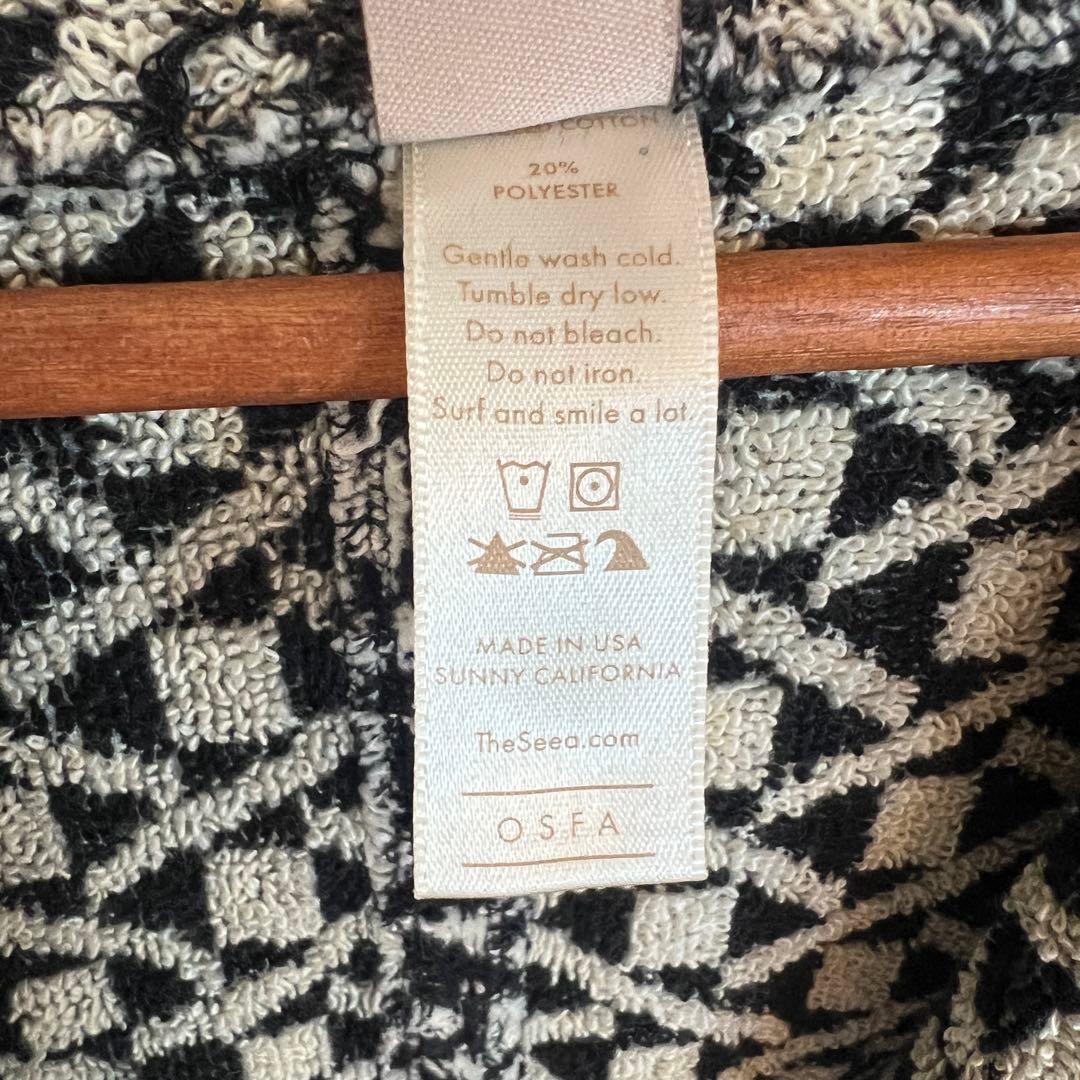 COTTON
20%
POLYESTER
Gentle wash cold.
Tumble dry low.
Do not bleach.
Do not iron.
Surf and smile a lot.
MADE IN USA
SUNNY CALIFORNIA
TheSeea.com
OSFA